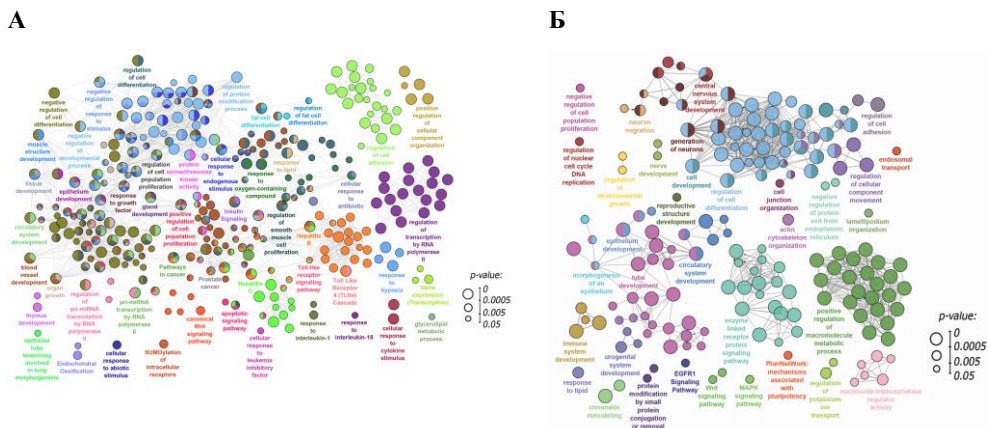 А
regulation of cell differentiation
negative regulation of cell differentiation
negative regulation of response to stimulus
regulation of protein modification process
muscle structure development
negative regulation of developmental process
fat cell differentiation
regulation of fat cell differentiation
positive regulation of cellular component organization
regulation of cell adhesion
regulation of cell population proliferation
protein serine/threonine kinase activity
cellular response to endogenous stimulus
response to lipid
response to oxygen-containing compound
cellular response to antibiotic
tissue development
epithelium development
response to growth factor
gland development
positive regulation of cell population proliferation
Insulin Signaling
regulation of smooth muscle cell proliferation
Hepatitis B
regulation of transcription by RNA polymerase II
circulatory system development
blood vessel development
organ growth
Pathways in cancer
Prostate cancer
Hepatitis C
Toll-like receptor signaling pathway
Toll Like Receptor 4 (TLR4) Cascade
response to hypoxia
Gene expression (Transcription)
thymus development
regulation of pri-miRNA transcription by RNA polymerase II
pri-miRNA transcription by RNA polymerase II
canonical Wnt signaling pathway
apoptotic signaling pathway
response to interleukin-1
response to interleukin-18
cellular response to cytokine stimulus
glycerolipid metabolic process
epithelial tube branching involved in lung morphogenesis
Endochondral Ossification
cellular response to abiotic stimulus
SUMOylation of intracellular receptors
cellular response to leukemia inhibitory factor
p-value:
0
0.0005
0.05
Б
negative regulation of cell population proliferation
neuron migration
central nervous system development
generation of neurons
regulation of cell adhesion
regulation of nuclear cell cycle DNA replication
nerve development
regulation of developmental growth
cell development
regulation of cell differentiation
cell junction organization
regulation of cellular component movement
endosomal transport
reproductive structure development
actin cytoskeleton organization
negative regulation of protein exit from endoplasmic reticulum
lamellipodium organization
epithelium development
morphogenesis of an epithelium
tube development
circulatory system development
enzyme linked receptor protein signaling pathway
positive regulation of macromolecule metabolic process
immune system development
urogenital system development
response to lipid
chromatin remodeling
protein modification by small protein conjugation or removal
EGFR1 Signaling Pathway
Wnt signaling pathway
MAPK signaling pathway
PluriNetWork: mechanisms associated with pluripotency
regulation of potassium ion transport
nucleoside-triphosphatase regulator activity
p-value:
0
0.0005
0.005
0.05